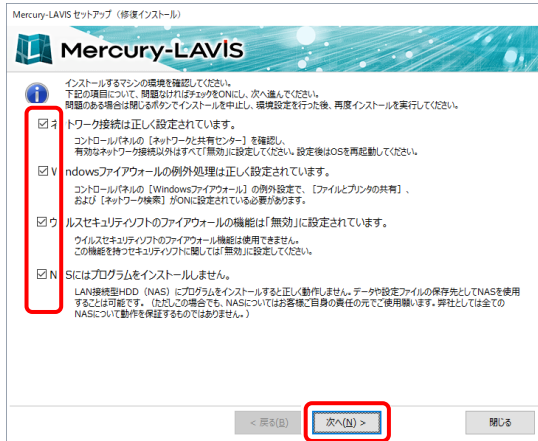 Mercury-LAVIS セットアップ（修復インストール）
Mercury-LAVIS
インストールするマシンの環境を確認してください。
下記の項目について、問題なければチェックをONにし、次へ進んでください。
問題のある場合は閉じるボタンでインストールを中止し、環境設定を行った後、再度インストールを実行してください。
ネットワーク接続は正しく設定されています。
コントロールパネルの［ネットワークと共有センター］を確認し、
有効なネットワーク接続以外はすべて「無効」に設定してください。設定後はOSを再起動してください。
Windowsファイアウォールの例外処理は正しく設定されています。
コントロールパネルの［Windowsファイアウォール］の例外設定で、［ファイルとプリンタの共有］、
および［ネットワーク検索］がONに設定されている必要があります。
ウィルスセキュリティソフトのファイアウォールの機能は「無効」に設定されています。
ウイルスセキュリティソフトのファイアウォール機能は使用できません。
この機能を持つセキュリティソフトに関しては「無効」に設定してください。
NASにはプログラムをインストールしません。
LAN接続型HDD（NAS）にプログラムをインストールすると正しく動作しません。データや設定ファイルの保存先としてNASを使用
することは可能です。（ただしこの場合でも、NASについてはお客様ご自身の責任の元でご使用願います。弊社としては全ての
NASについて動作を保証するものではありません。）
< 戻る(B)
次へ(N) >
閉じる